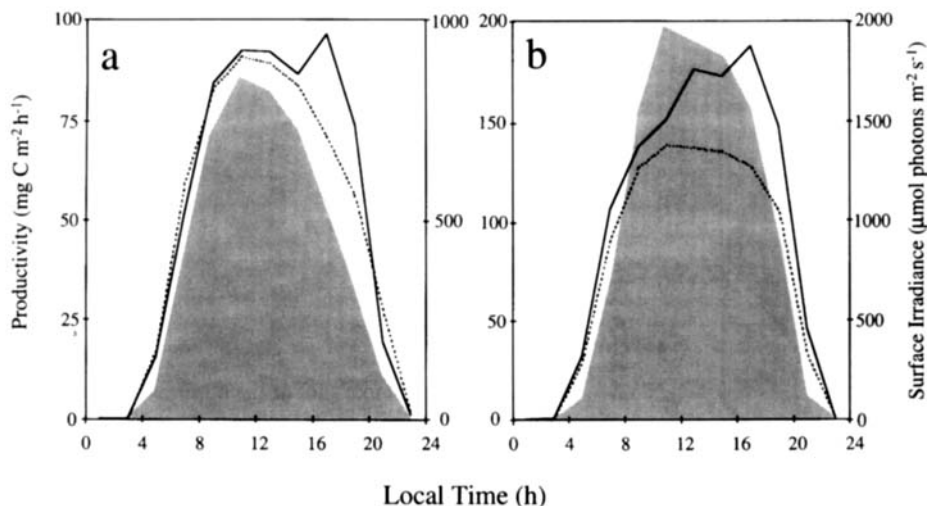 a
b
Productivity (mg C m⁻² h⁻¹)
100
75
50
25
0
1000
500
0
0 4 8 12 16 20 24
200
150
100
50
0
2000
1500
1000
500
0
0 4 8 12 16 20 24
Surface Irradiance (μmol photons m⁻² s⁻¹)
Local Time (h)